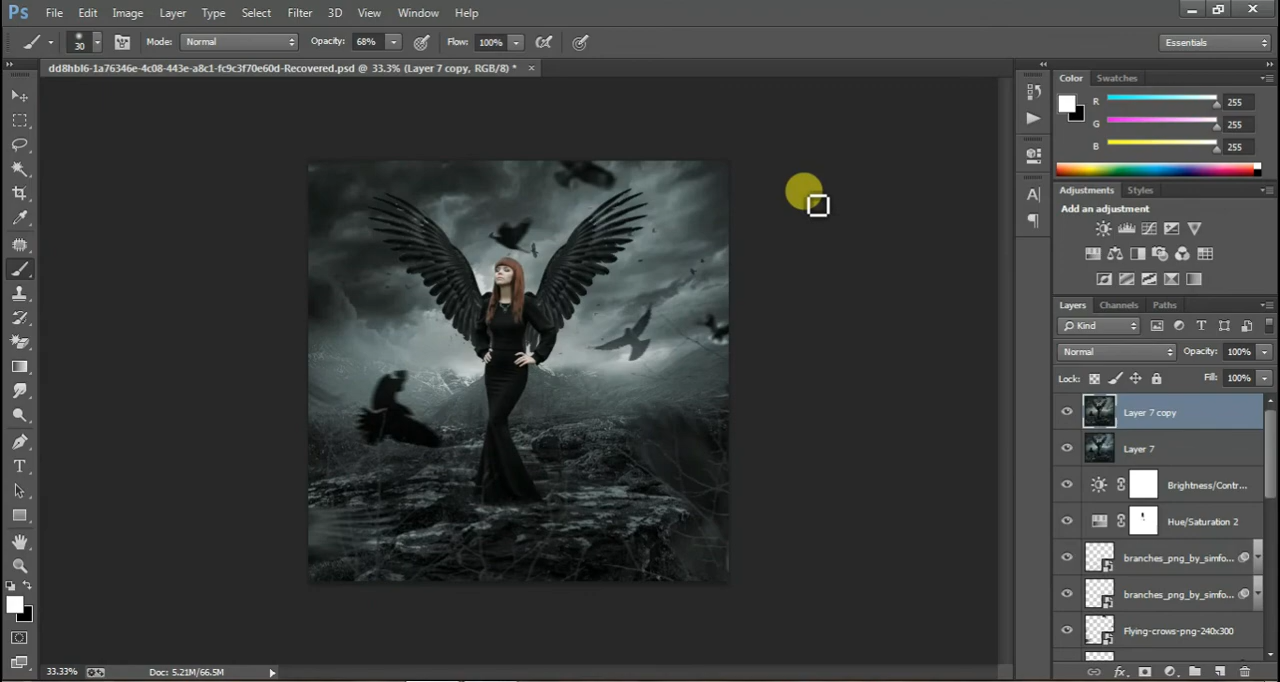 Ps File Edit Image Layer Type Select Filter 3D View Window Help
30 Mode: Normal Opacity: 68% Flow: 100% Essentials
dd8hbl6-1a76346e-4c08-443e-a8c1-fc9c3f70e60d-Recovered.psd @ 33.3% (Layer 7 copy, RGB/8) * ×
Color Swatches
R 255
G 255
B 255
Adjustments Styles
Add an adjustment
Layers Channels Paths
Kind
Normal Opacity: 100%
Lock: Fill: 100%
Layer 7 copy
Layer 7
Brightness/Contr...
Hue/Saturation 2
branches_png_by_simfo...
branches_png_by_simfo...
Flying-crows-png-240x300
33.33% Doc: 5.21M/66.5M